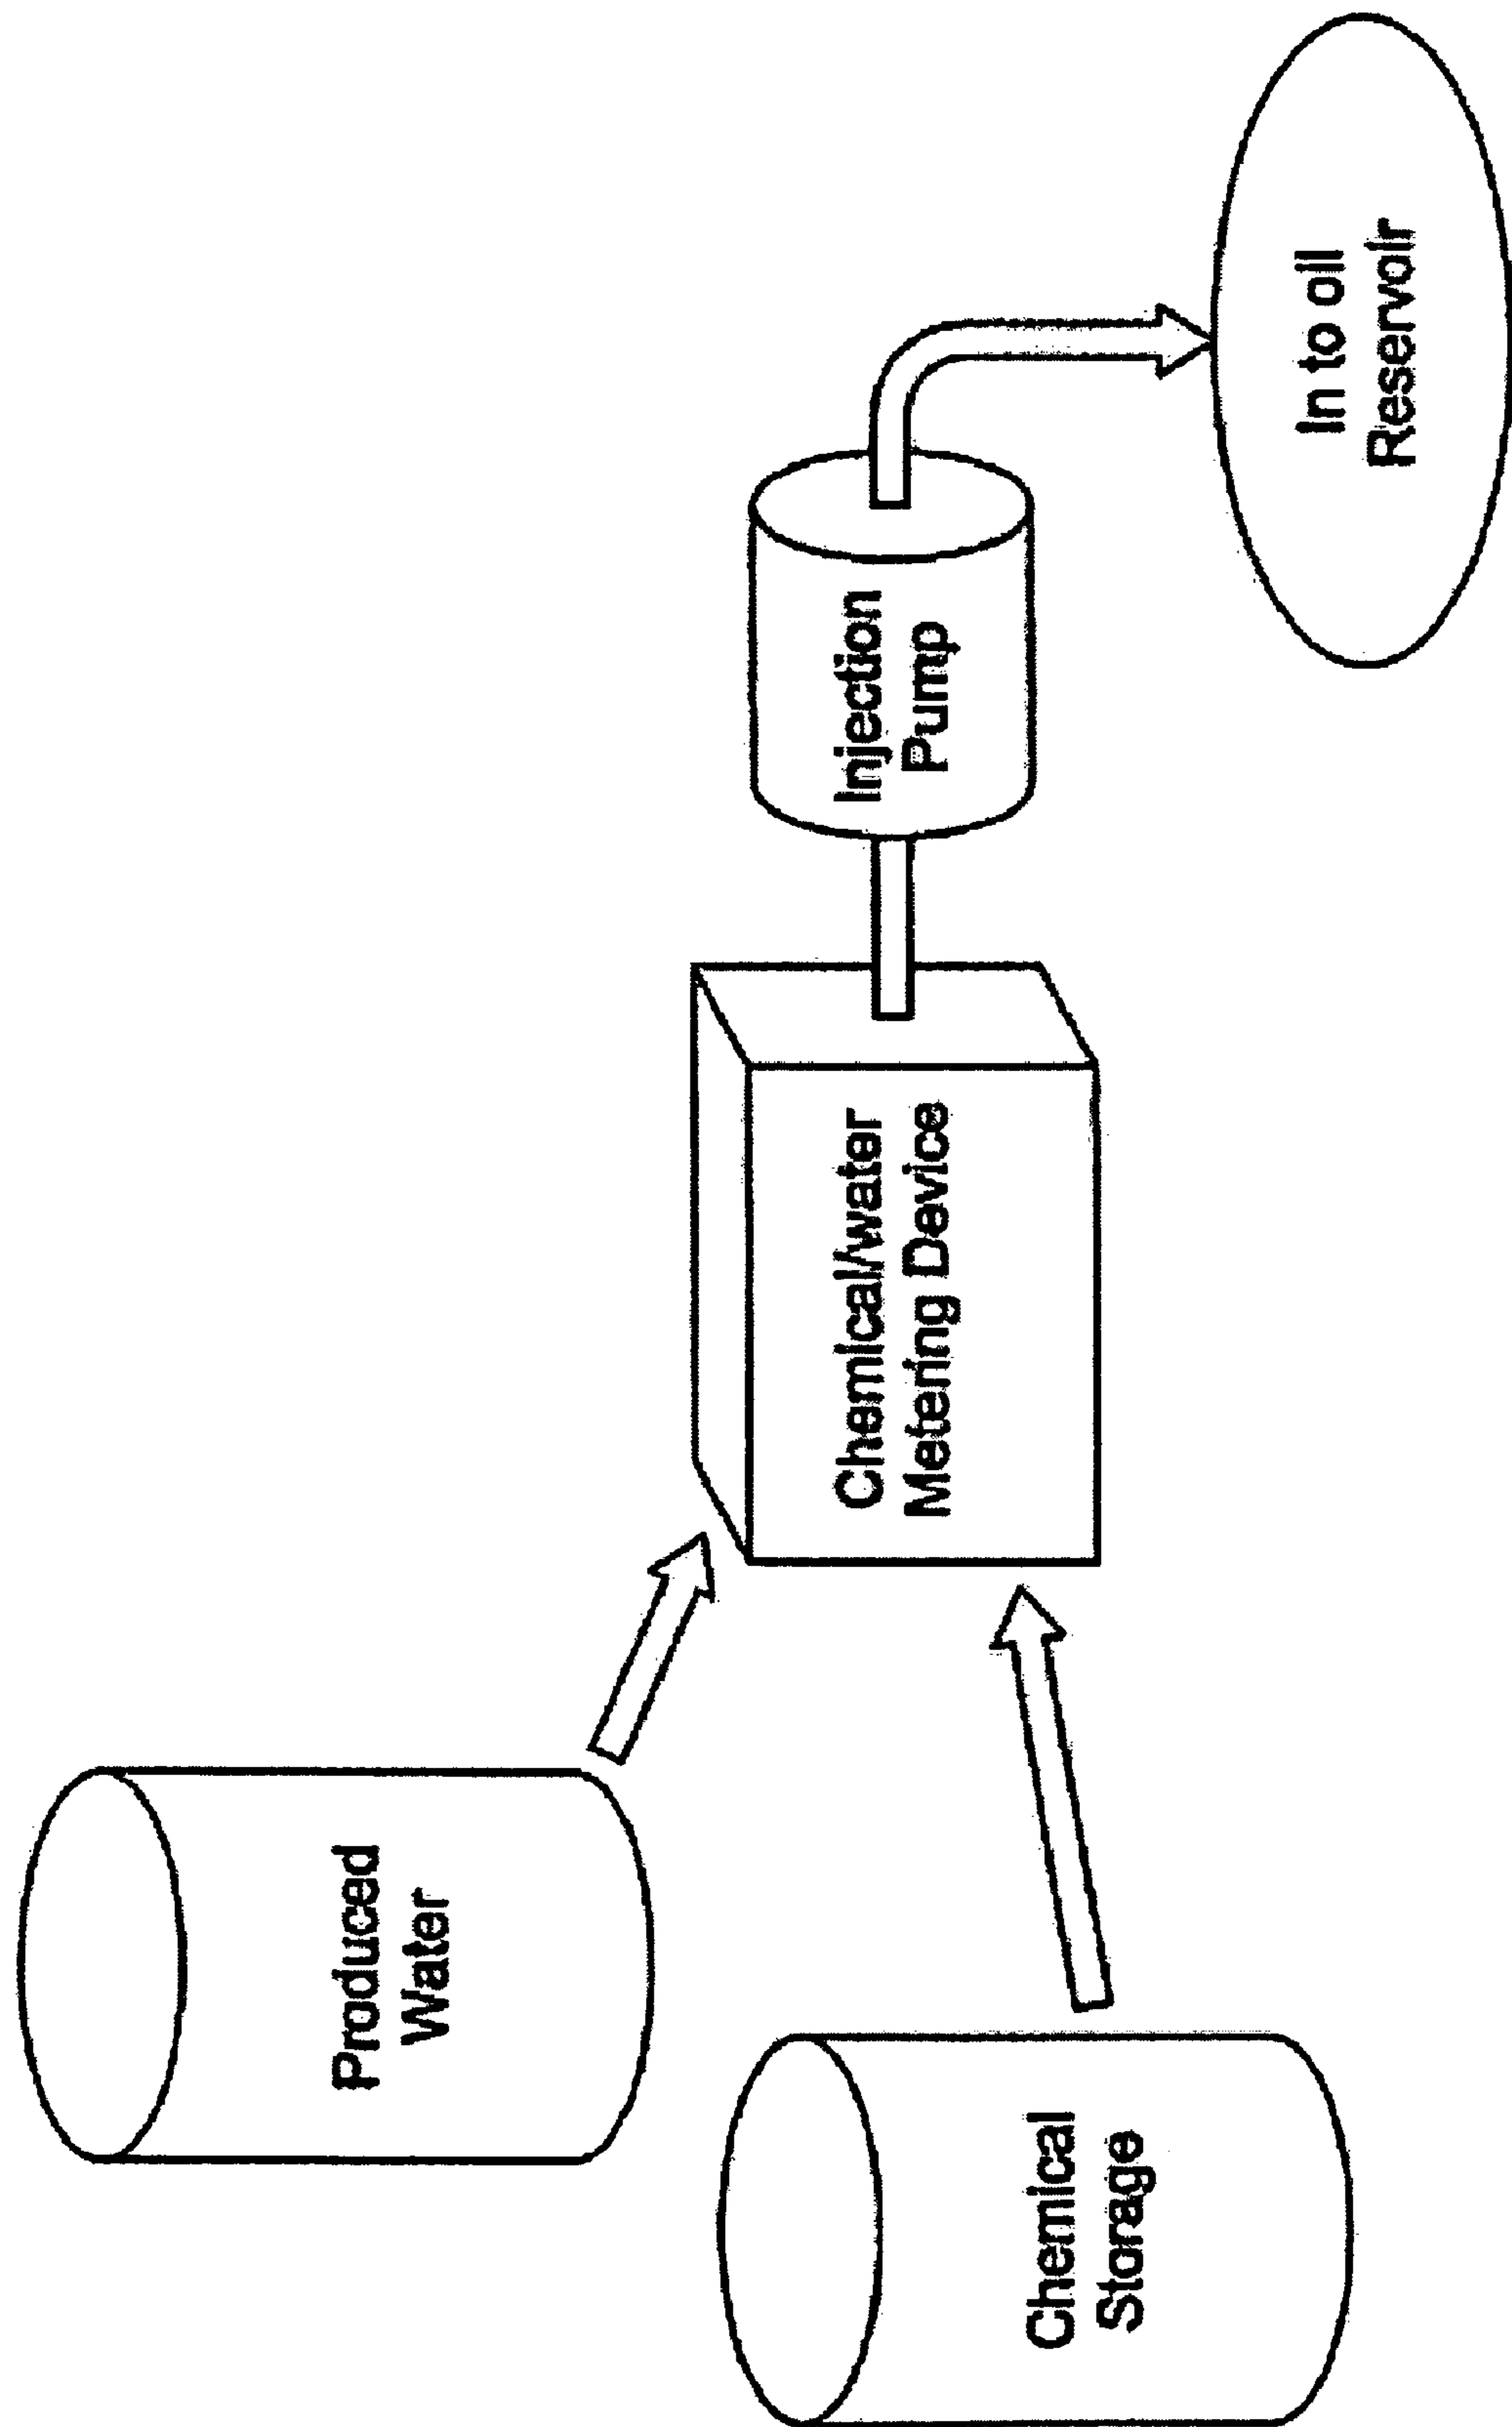 Produced
Water
Chemical
Storage
Chemical/water
Metering Device
Injection
Pump
In to oil
Reservoir